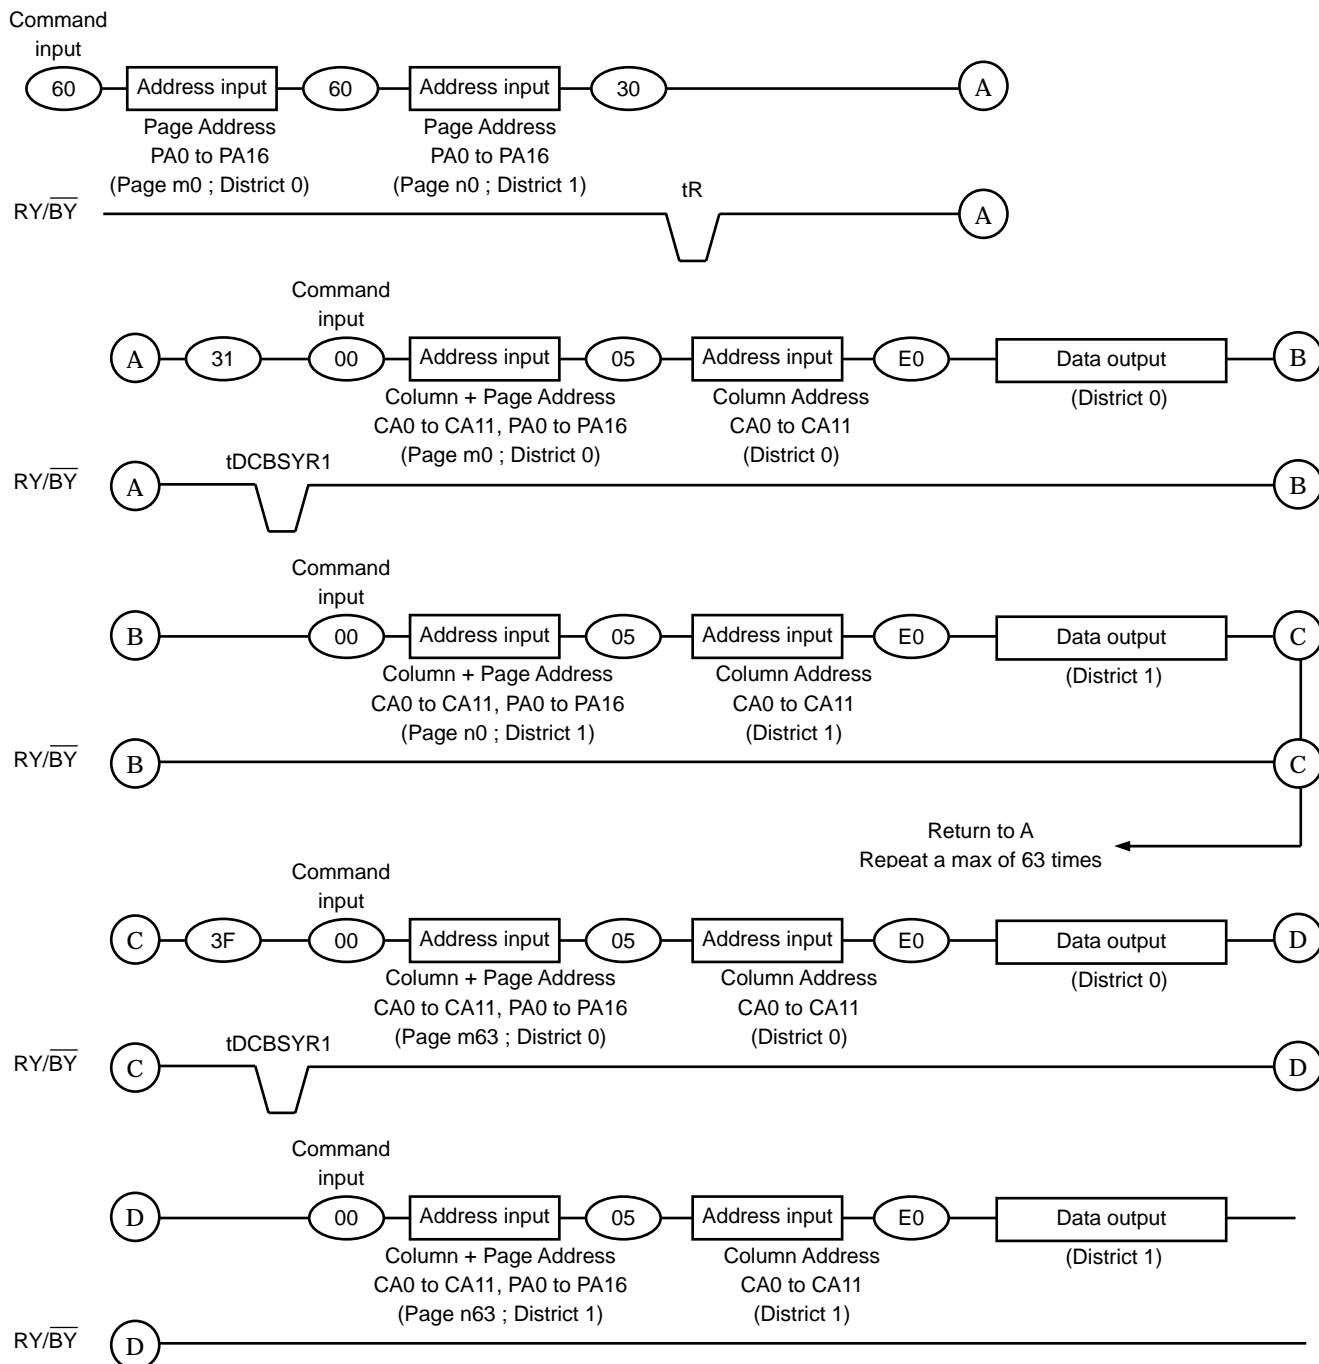 Command
input
60 Address input 60 Address input 30 A
Page Address
PA0 to PA16
(Page m0 ; District 0)
Page Address
PA0 to PA16
(Page n0 ; District 1)
tR
RY/BY A
Command
input
A 31 00 Address input 05 Address input E0 Data output B
Column + Page Address
CA0 to CA11, PA0 to PA16
(Page m0 ; District 0)
Column Address
CA0 to CA11
(District 0)
(District 0)
tDCBSYR1
RY/BY A B
Command
input
B 00 Address input 05 Address input E0 Data output C
Column + Page Address
CA0 to CA11, PA0 to PA16
(Page n0 ; District 1)
Column Address
CA0 to CA11
(District 1)
(District 1)
RY/BY B C
Return to A
Repeat a max of 63 times
Command
input
C 3F 00 Address input 05 Address input E0 Data output D
Column + Page Address
CA0 to CA11, PA0 to PA16
(Page m63 ; District 0)
Column Address
CA0 to CA11
(District 0)
(District 0)
tDCBSYR1
RY/BY C D
Command
input
D 00 Address input 05 Address input E0 Data output
Column + Page Address
CA0 to CA11, PA0 to PA16
(Page n63 ; District 1)
Column Address
CA0 to CA11
(District 1)
(District 1)
RY/BY D